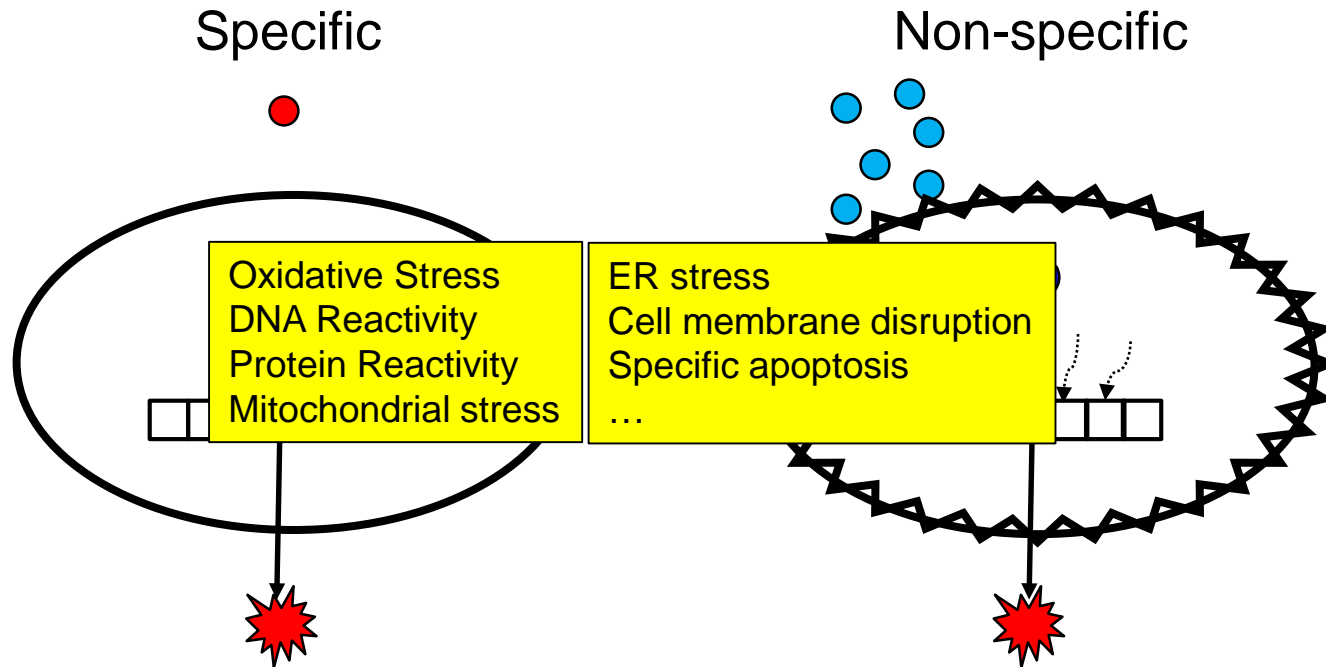 Specific
Non-specific
Oxidative Stress
DNA Reactivity
Protein Reactivity
Mitochondrial stress
ER stress
Cell membrane disruption
Specific apoptosis
…